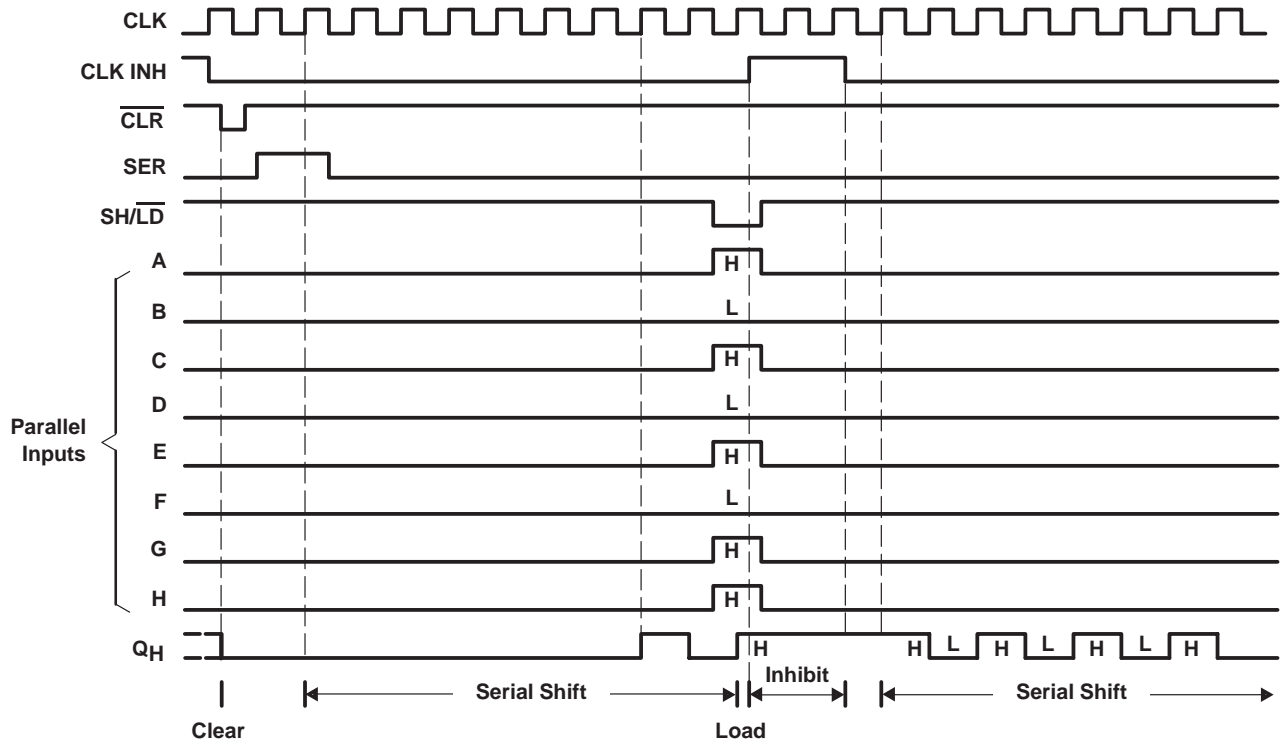 CLK
CLK INH
CLR
SER
SH/LD
A
H
B
L
C
H
D
L
Parallel
Inputs
E
H
F
L
G
H
H
H
QH
H
H
L
H
L
H
L
H
Inhibit
Serial Shift
Serial Shift
Clear
Load